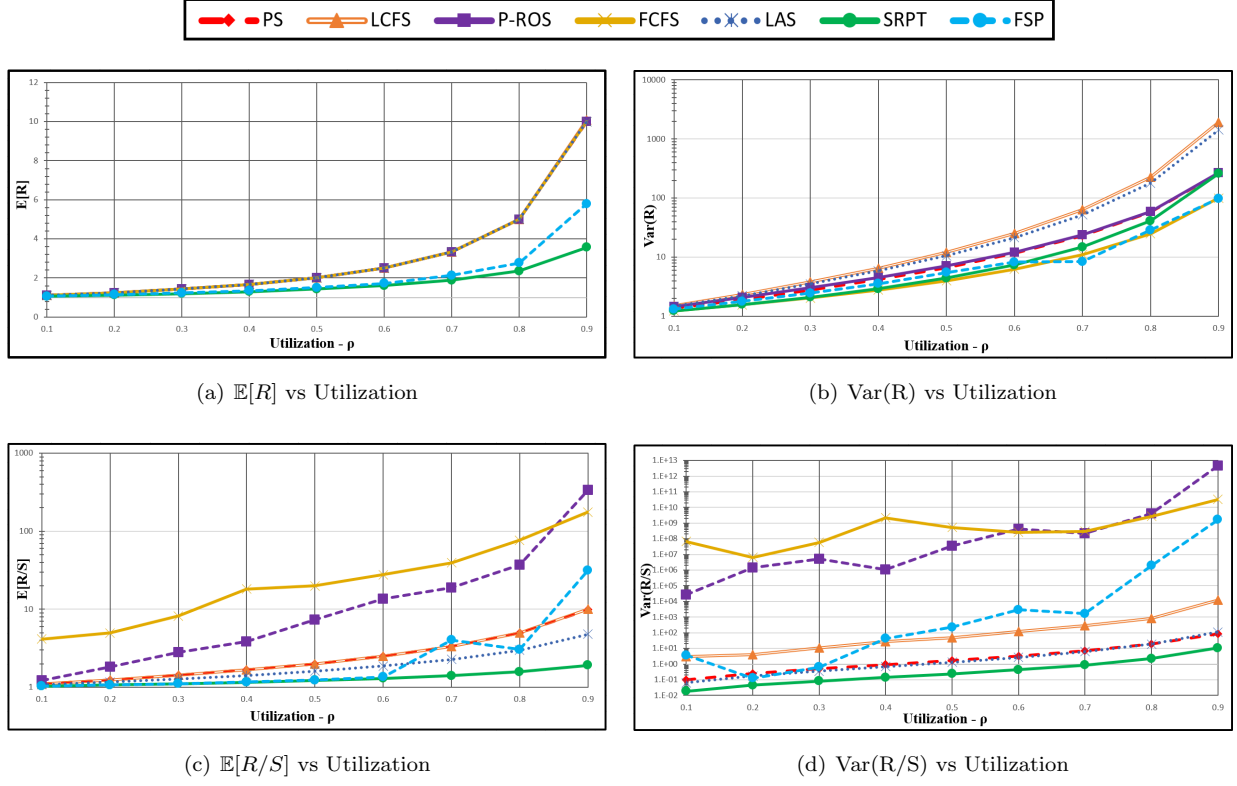 PS LCFS P-ROS FCFS LAS SRPT FSP
12
10
8
6
4
2
0
E[R]
0.1 0.2 0.3 0.4 0.5 0.6 0.7 0.8 0.9
Utilization - ρ
(a) 𝔼[R] vs Utilization
10000
1000
100
10
1
Var(R)
0.1 0.2 0.3 0.4 0.5 0.6 0.7 0.8 0.9
Utilization - ρ
(b) Var(R) vs Utilization
1000
100
10
1
E[R/S]
0.1 0.2 0.3 0.4 0.5 0.6 0.7 0.8 0.9
Utilization - ρ
(c) 𝔼[R/S] vs Utilization
1.E+13
1.E+12
1.E+11
1.E+10
1.E+09
1.E+08
1.E+07
1.E+06
1.E+05
1.E+04
1.E+03
1.E+02
1.E+01
1.E+00
1.E-01
1.E-02
Var(R/S)
0.1 0.2 0.3 0.4 0.5 0.6 0.7 0.8 0.9
Utilization - ρ
(d) Var(R/S) vs Utilization